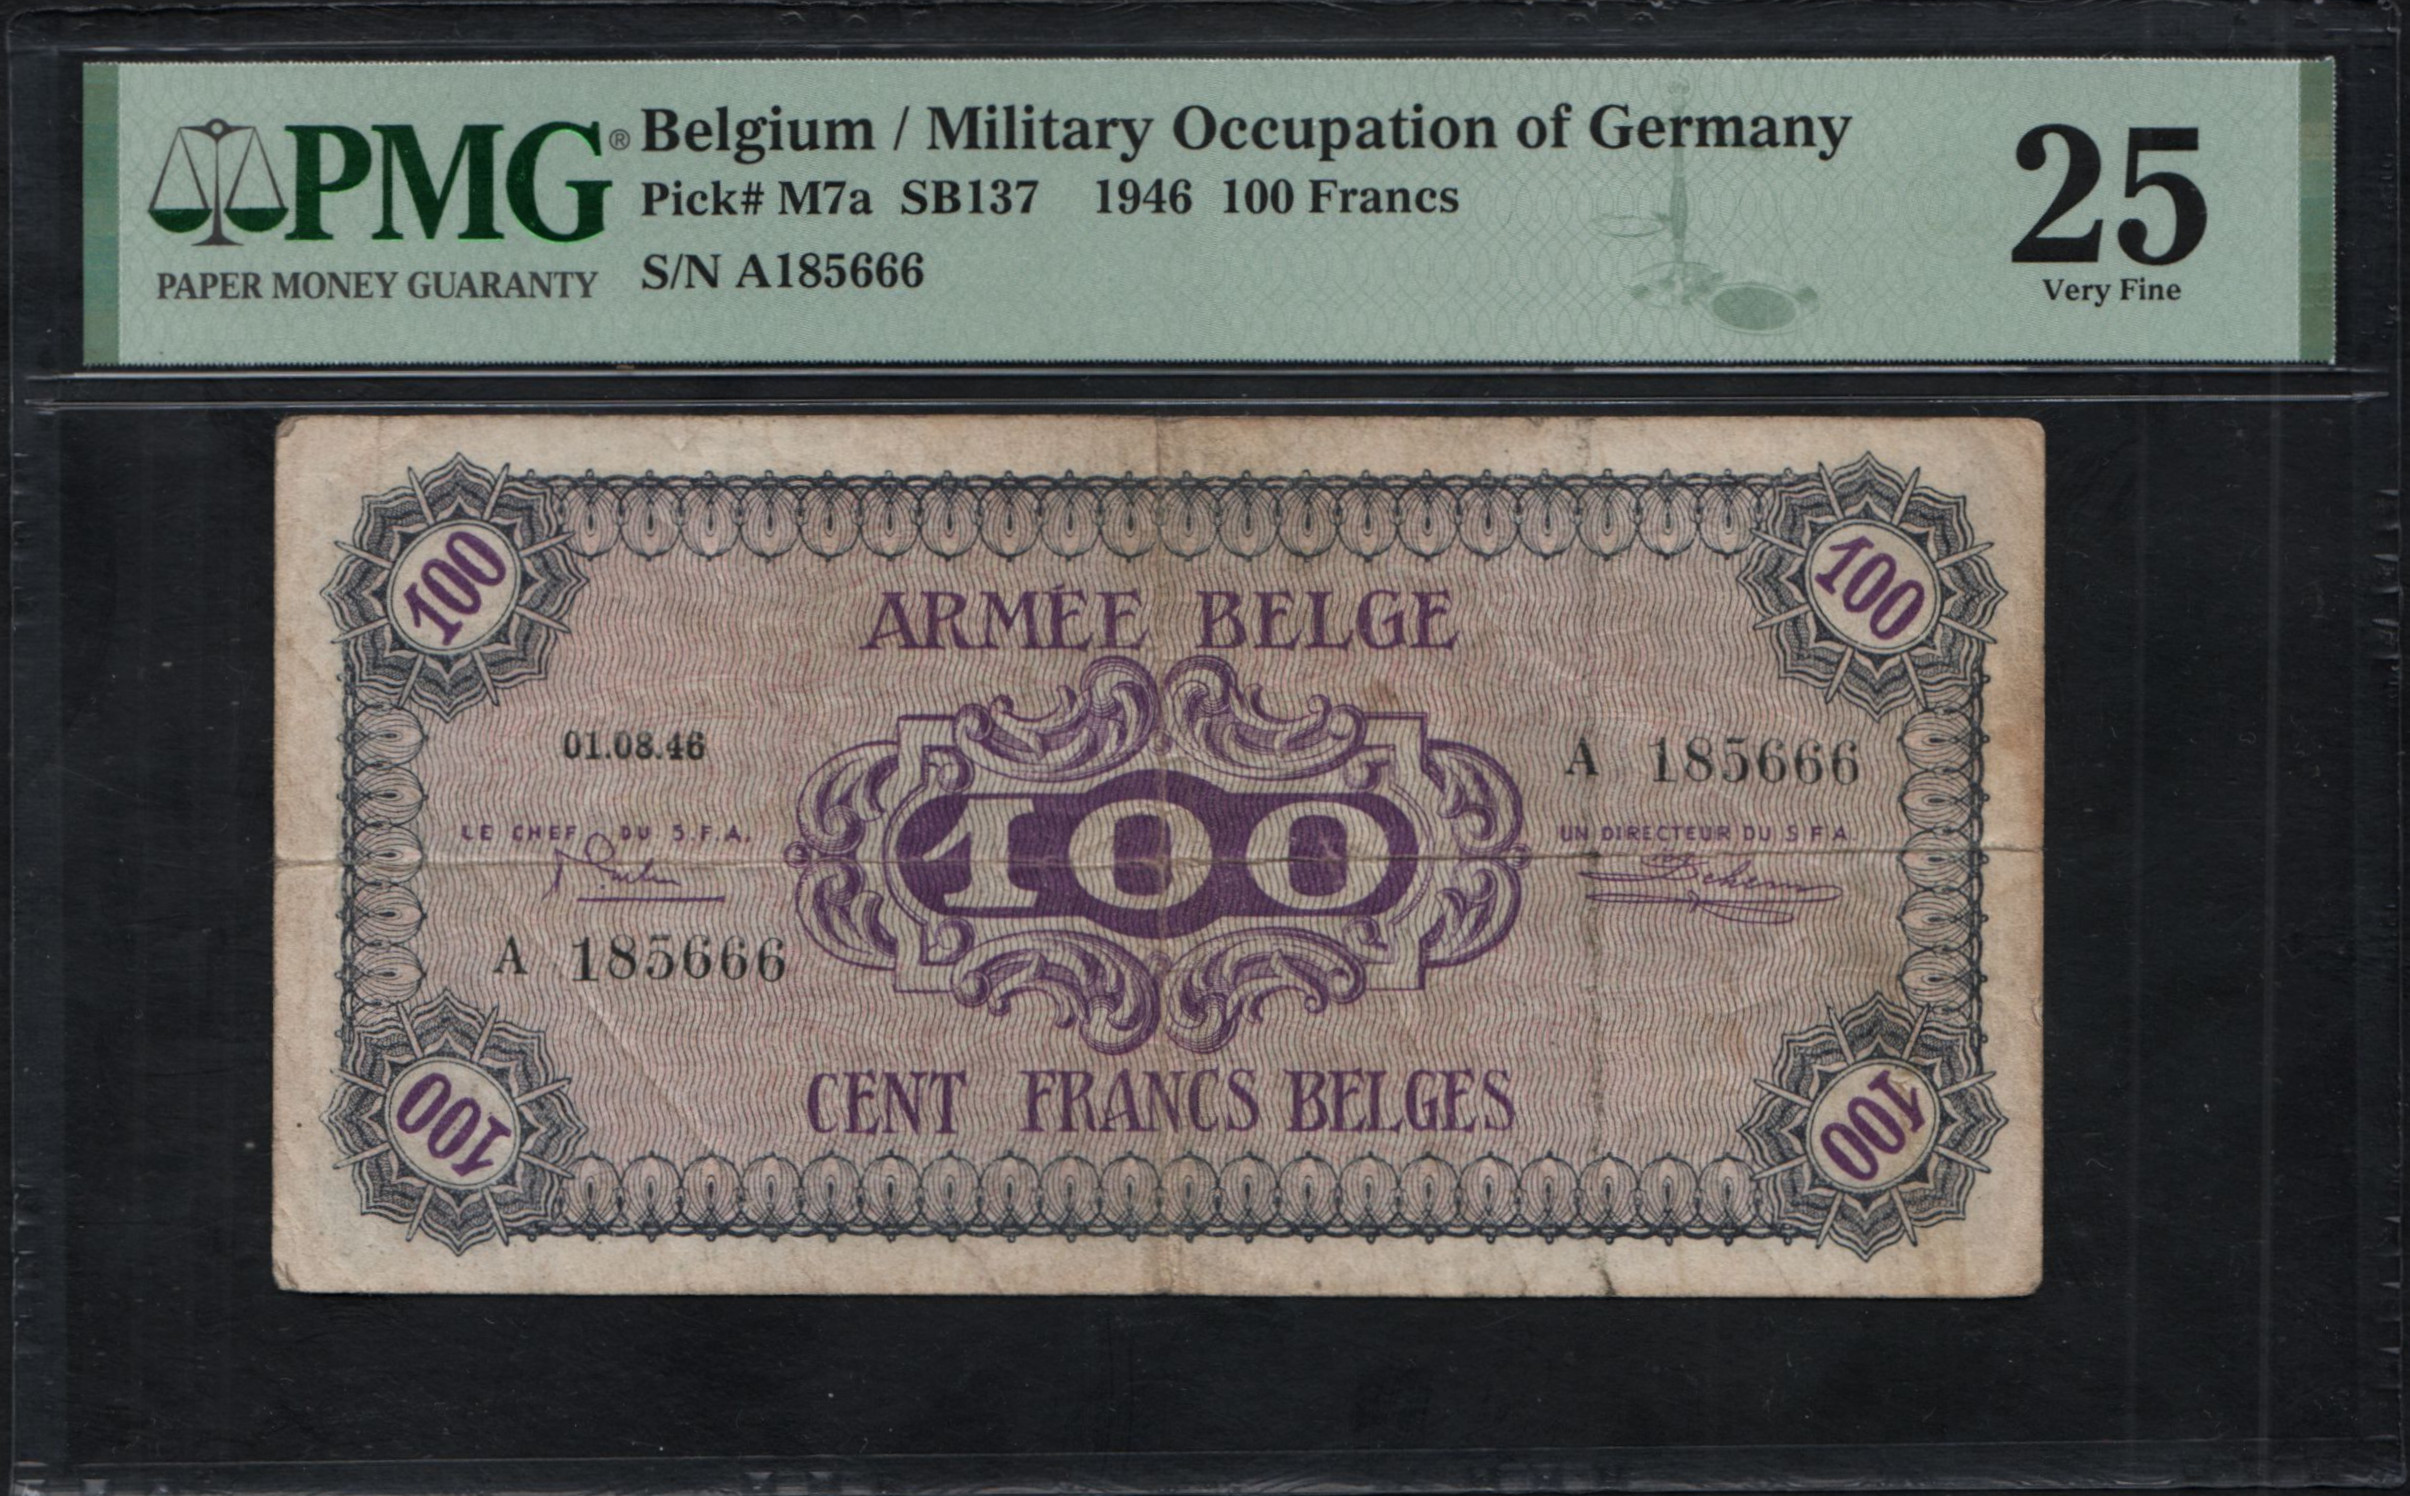 PMG®
PAPER MONEY GUARANTY
Belgium / Military Occupation of Germany
Pick# M7a SB137 1946 100 Francs
S/N A185666
25
Very Fine
100
100
ARMÉE BELGE
01.08.46
A 185666
LE CHEF DU S.F.A.
100
UN DIRECTEUR DU S F A.
A 185666
CENT FRANCS BELGES
100
100